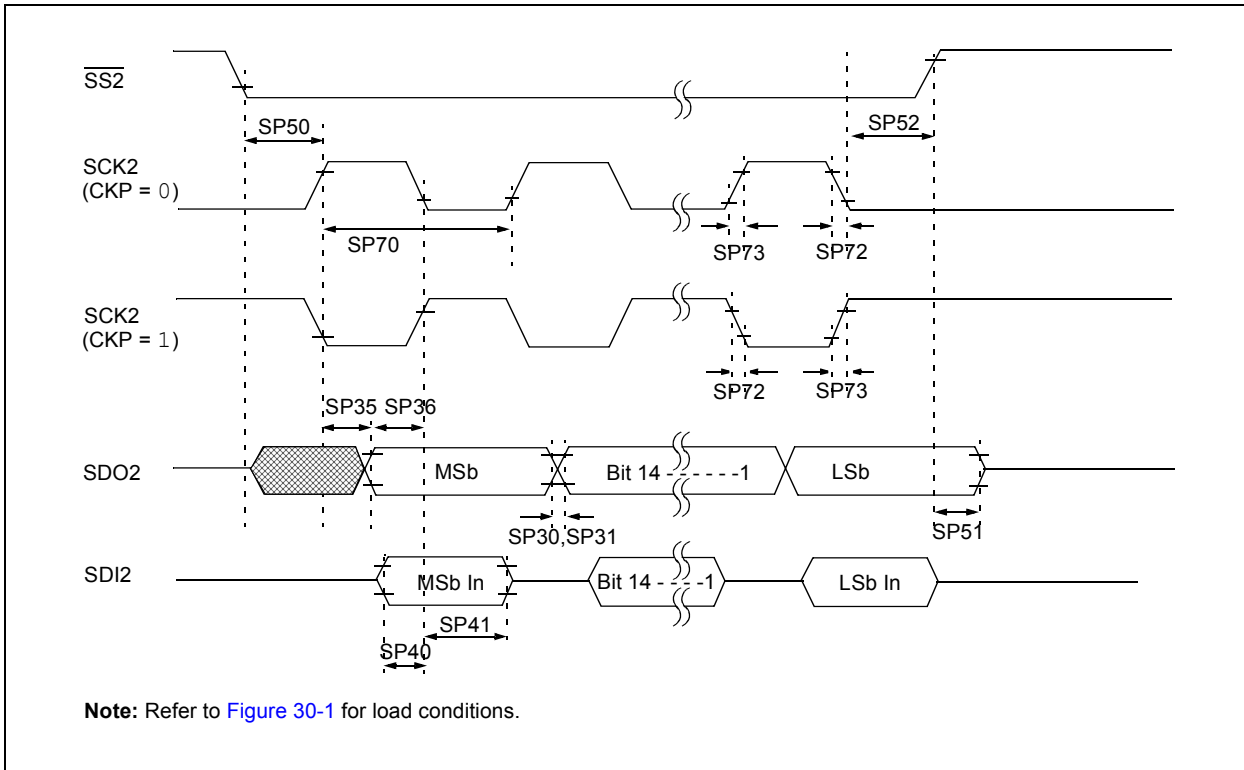 SS2
SP50
SP52
SCK2
(CKP = 0)
SP70
SP73
SP72
SCK2
(CKP = 1)
SP72
SP73
SP35
SP36
SDO2
MSb
Bit 14 - - - - - -1
LSb
SP30,SP31
SP51
SDI2
MSb In
Bit 14 - - - - -1
LSb In
SP41
SP40
Note: Refer to Figure 30-1 for load conditions.